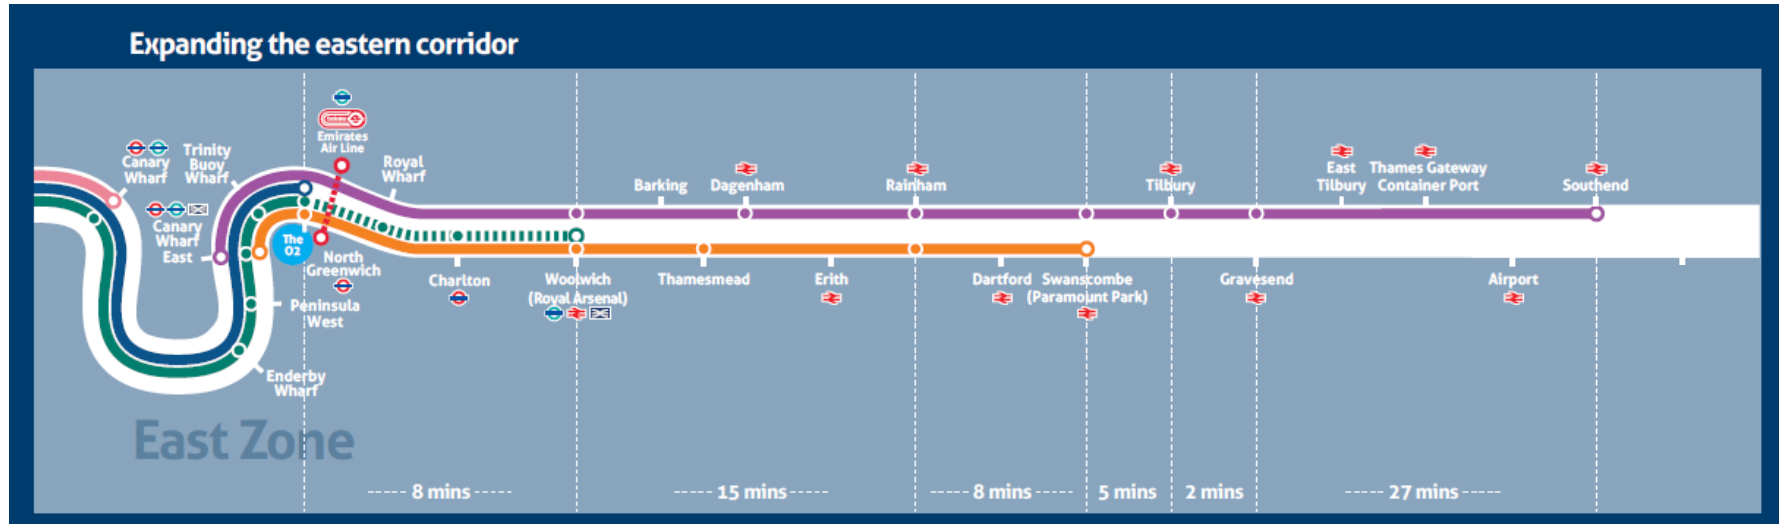 Expanding the eastern corridor
Emirates
Air Line
Canary
Wharf
Trinity
Buoy
Wharf
Royal
Wharf
Barking
Dagenham
Rainham
Tilbury
East
Tilbury
Thames Gateway
Container Port
Southend
Canary
Wharf
East
The
O2
North
Greenwich
Peninsula
West
Enderby
Wharf
Charlton
Woolwich
(Royal Arsenal)
Thamesmead
Erith
Dartford
Swanscombe
(Paramount Park)
Gravesend
Airport
East Zone
8 mins
15 mins
8 mins
5 mins
2 mins
27 mins